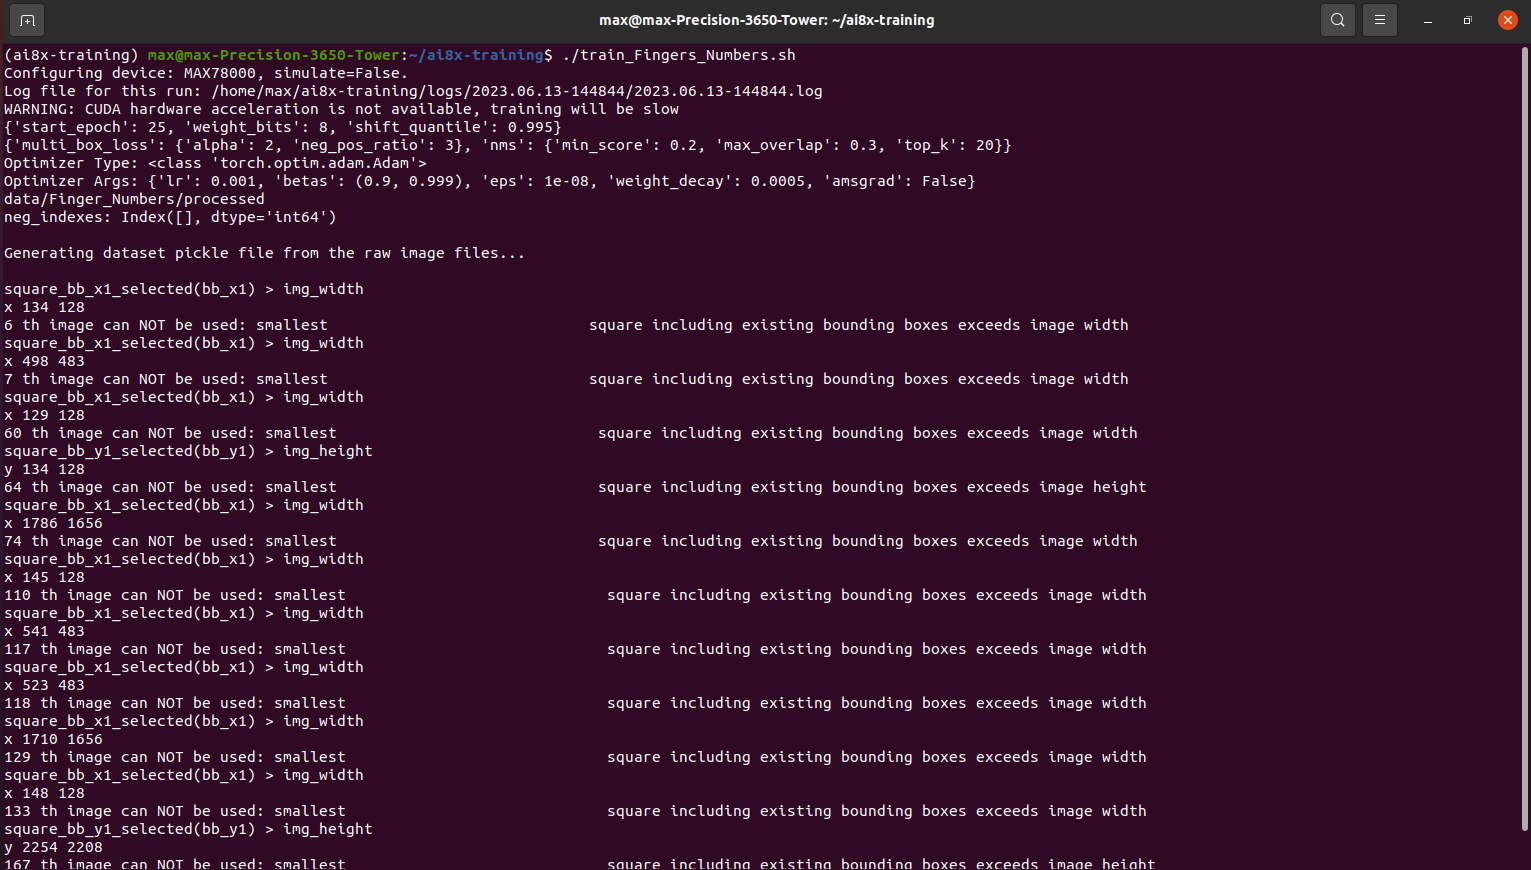 max@max-Precision-3650-Tower: ~/ai8x-training
(ai8x-training) max@max-Precision-3650-Tower:~/ai8x-training$ ./train_Fingers_Numbers.sh
Configuring device: MAX78000, simulate=False.
Log file for this run: /home/max/ai8x-training/logs/2023.06.13-144844/2023.06.13-144844.log
WARNING: CUDA hardware acceleration is not available, training will be slow
{'start_epoch': 25, 'weight_bits': 8, 'shift_quantile': 0.995}
{'multi_box_loss': {'alpha': 2, 'neg_pos_ratio': 3}, 'nms': {'min_score': 0.2, 'max_overlap': 0.3, 'top_k': 20}}
Optimizer Type: <class 'torch.optim.adam.Adam'>
Optimizer Args: {'lr': 0.001, 'betas': (0.9, 0.999), 'eps': 1e-08, 'weight_decay': 0.0005, 'amsgrad': False}
data/Finger_Numbers/processed
neg_indexes: Index([], dtype='int64')
Generating dataset pickle file from the raw image files...
square_bb_x1_selected(bb_x1) > img_width
x 134 128
6 th image can NOT be used: smallest square including existing bounding boxes exceeds image width
square_bb_x1_selected(bb_x1) > img_width
x 498 483
7 th image can NOT be used: smallest square including existing bounding boxes exceeds image width
square_bb_x1_selected(bb_x1) > img_width
x 129 128
60 th image can NOT be used: smallest square including existing bounding boxes exceeds image width
square_bb_y1_selected(bb_y1) > img_height
y 134 128
64 th image can NOT be used: smallest square including existing bounding boxes exceeds image height
square_bb_x1_selected(bb_x1) > img_width
x 1786 1656
74 th image can NOT be used: smallest square including existing bounding boxes exceeds image width
square_bb_x1_selected(bb_x1) > img_width
x 145 128
110 th image can NOT be used: smallest square including existing bounding boxes exceeds image width
square_bb_x1_selected(bb_x1) > img_width
x 541 483
117 th image can NOT be used: smallest square including existing bounding boxes exceeds image width
square_bb_x1_selected(bb_x1) > img_width
x 523 483
118 th image can NOT be used: smallest square including existing bounding boxes exceeds image width
square_bb_x1_selected(bb_x1) > img_width
x 1710 1656
129 th image can NOT be used: smallest square including existing bounding boxes exceeds image width
square_bb_x1_selected(bb_x1) > img_width
x 148 128
133 th image can NOT be used: smallest square including existing bounding boxes exceeds image width
square_bb_y1_selected(bb_y1) > img_height
y 2254 2208
167 th image can NOT be used: smallest square including existing bounding boxes exceeds image height